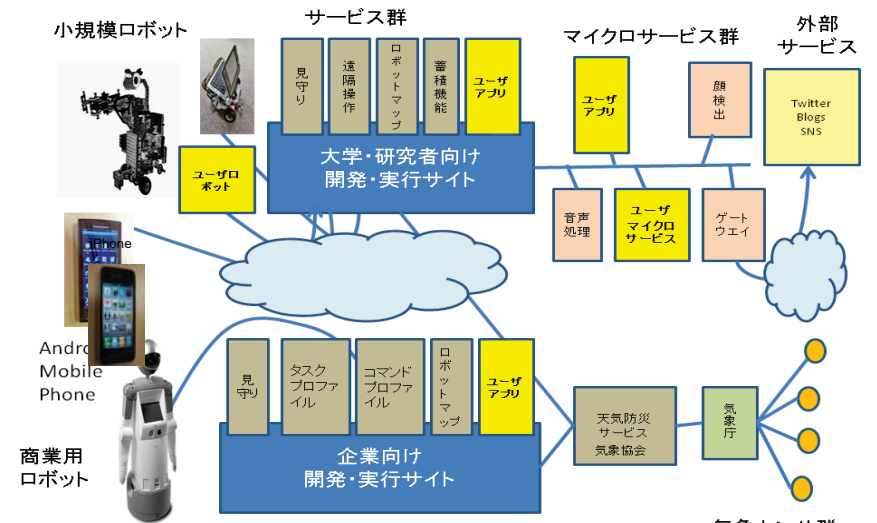 小規模ロボット
サービス群
マイクロサービス群
外部
サービス
見守り
遠隔操作
ロボットマップ
蓄積機能
ユーザ
アプリ
ユーザ
アプリ
顔検出
Twitter
Blogs
SNS
大学・研究者向け
開発・実行サイト
ユーザロ
ボット
音声
処理
ユーザ
マイクロ
サービス
ゲート
ウエイ
iPhone
Andro
Mobile
Phone
見
守り
タスク
プロファ
イル
コマンド
プロファ
イル
ロボットマップ
ユーザ
アプリ
天気防災
サービス
気象協会
気象庁
企業向け
開発・実行サイト
商業用
ロボット